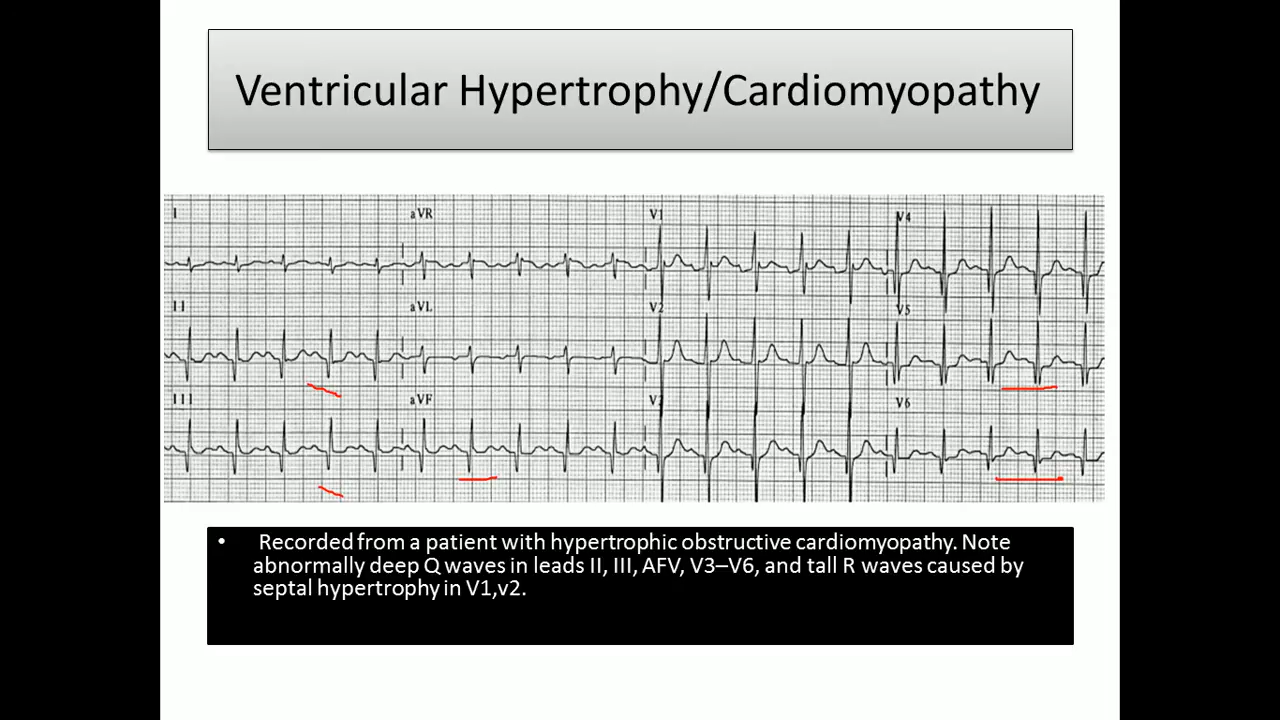 Ventricular Hypertrophy/Cardiomyopathy
I aVR V1 V4
II aVL V2 V5
III aVF V V6
• Recorded from a patient with hypertrophic obstructive cardiomyopathy. Note
abnormally deep Q waves in leads II, III, AFV, V3–V6, and tall R waves caused by
septal hypertrophy in V1,v2.